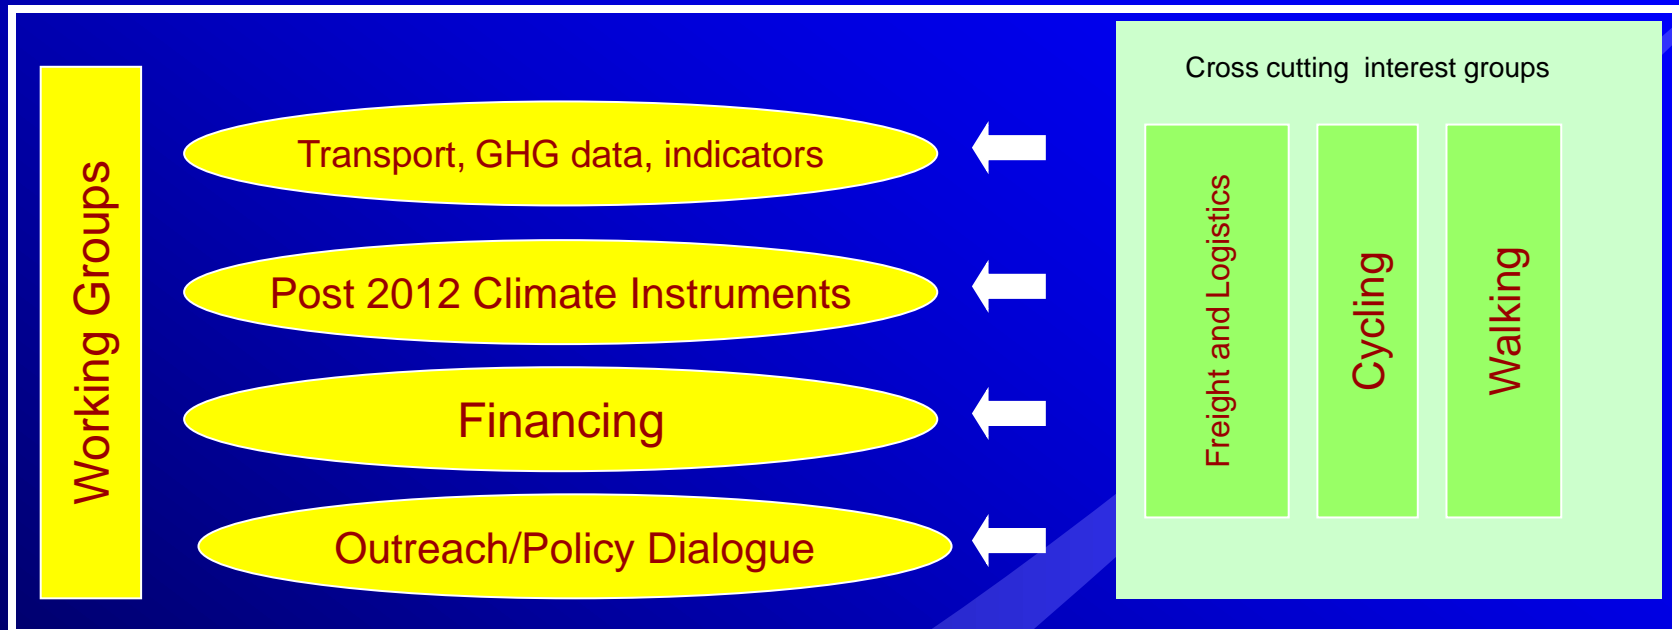 Working Groups
Transport, GHG data, indicators
Post 2012 Climate Instruments
Financing
Outreach/Policy Dialogue
Cross cutting  interest groups
Freight and Logistics
Cycling
Walking